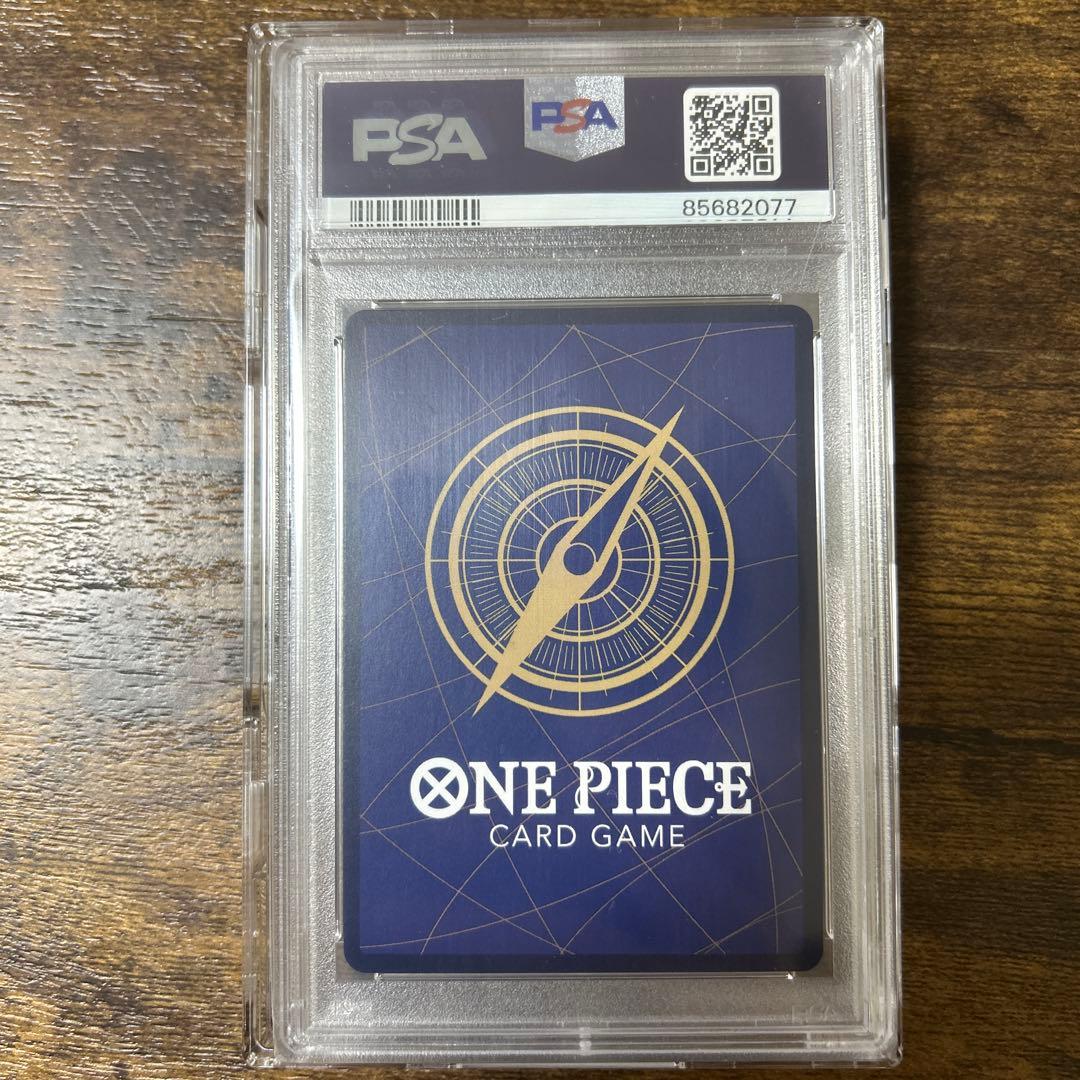 PSA
PSA
85682077
ONE PIECE
CARD GAME